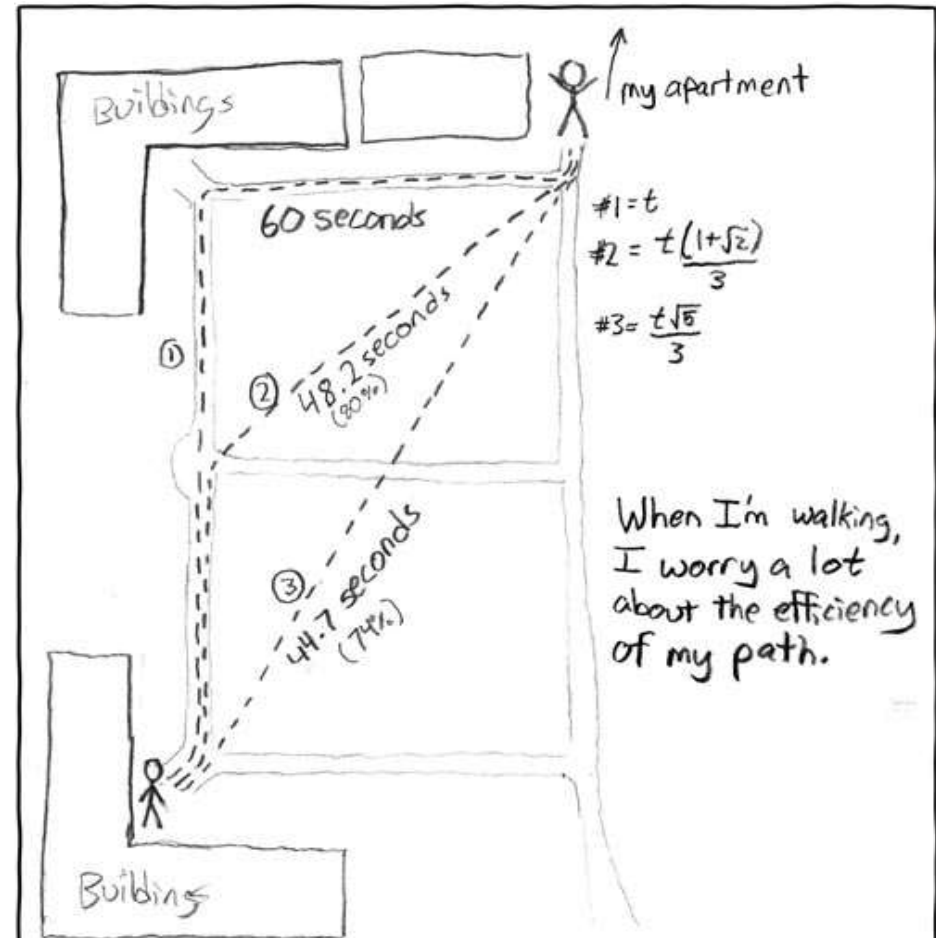 Buildings
my apartment
60 seconds
#1 = t
#2 = t(1+√2)/3
#3 = t√5/3
①
②
48.2 seconds
(80%)
③
44.7 seconds
(74%)
When I'm walking,
I worry a lot
about the efficiency
of my path.
Buildings